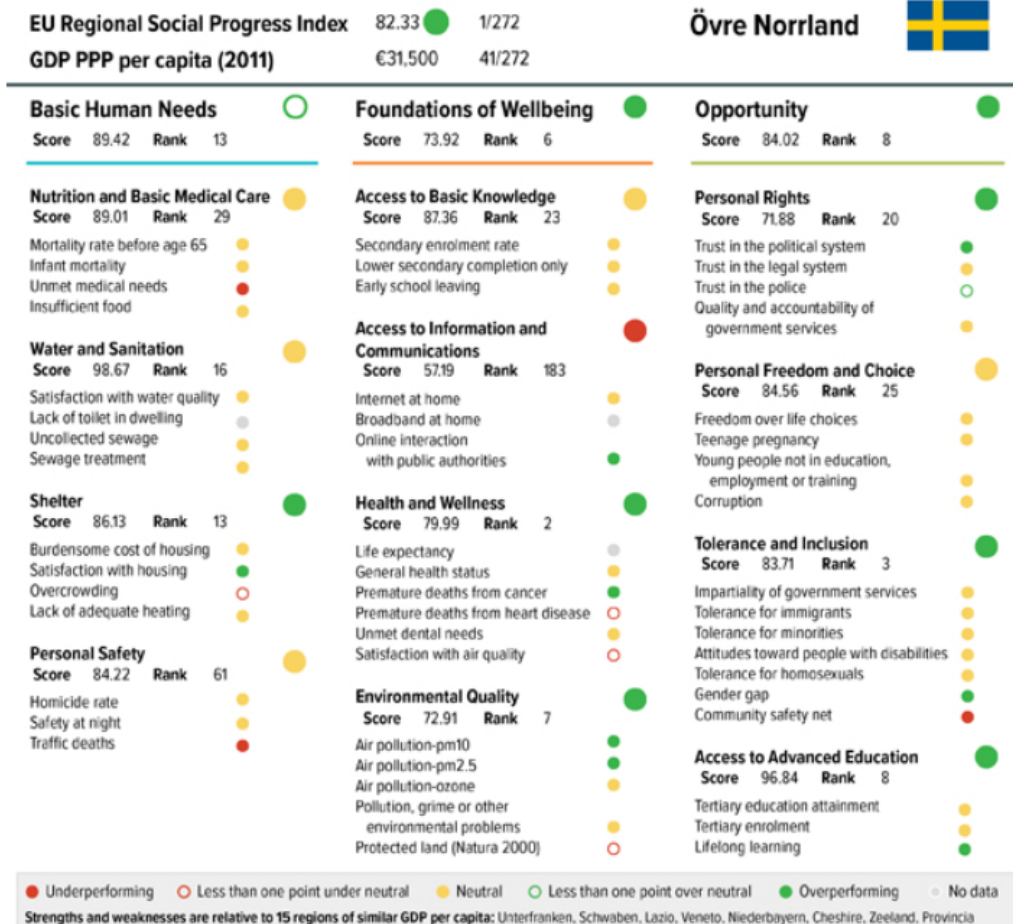 EU Regional Social Progress Index 82.33 1/272
GDP PPP per capita (2011) €31,500 41/272
Övre Norrland
Basic Human Needs
Score 89.42 Rank 13
Nutrition and Basic Medical Care
Score 89.01 Rank 29
Mortality rate before age 65
Infant mortality
Unmet medical needs
Insufficient food
Water and Sanitation
Score 98.67 Rank 16
Satisfaction with water quality
Lack of toilet in dwelling
Uncollected sewage
Sewage treatment
Shelter
Score 86.13 Rank 13
Burdensome cost of housing
Satisfaction with housing
Overcrowding
Lack of adequate heating
Personal Safety
Score 84.22 Rank 61
Homicide rate
Safety at night
Traffic deaths
Foundations of Wellbeing
Score 73.92 Rank 6
Access to Basic Knowledge
Score 87.36 Rank 23
Secondary enrolment rate
Lower secondary completion only
Early school leaving
Access to Information and
Communications
Score 57.19 Rank 183
Internet at home
Broadband at home
Online interaction
with public authorities
Health and Wellness
Score 79.99 Rank 2
Life expectancy
General health status
Premature deaths from cancer
Premature deaths from heart disease
Unmet dental needs
Satisfaction with air quality
Environmental Quality
Score 72.91 Rank 7
Air pollution-pm10
Air pollution-pm2.5
Air pollution-ozone
Pollution, grime or other
environmental problems
Protected land (Natura 2000)
Opportunity
Score 84.02 Rank 8
Personal Rights
Score 71.88 Rank 20
Trust in the political system
Trust in the legal system
Trust in the police
Quality and accountability of
government services
Personal Freedom and Choice
Score 84.56 Rank 25
Freedom over life choices
Teenage pregnancy
Young people not in education,
employment or training
Corruption
Tolerance and Inclusion
Score 83.71 Rank 3
Impartiality of government services
Tolerance for immigrants
Tolerance for minorities
Attitudes toward people with disabilities
Tolerance for homosexuals
Gender gap
Community safety net
Access to Advanced Education
Score 96.84 Rank 8
Tertiary education attainment
Tertiary enrolment
Lifelong learning
Underperforming Less than one point under neutral Neutral Less than one point over neutral Overperforming No data
Strengths and weaknesses are relative to 15 regions of similar GDP per capita: Unterfranken, Schwaben, Lazio, Veneto, Niederbayern, Cheshire, Zeeland, Provincia